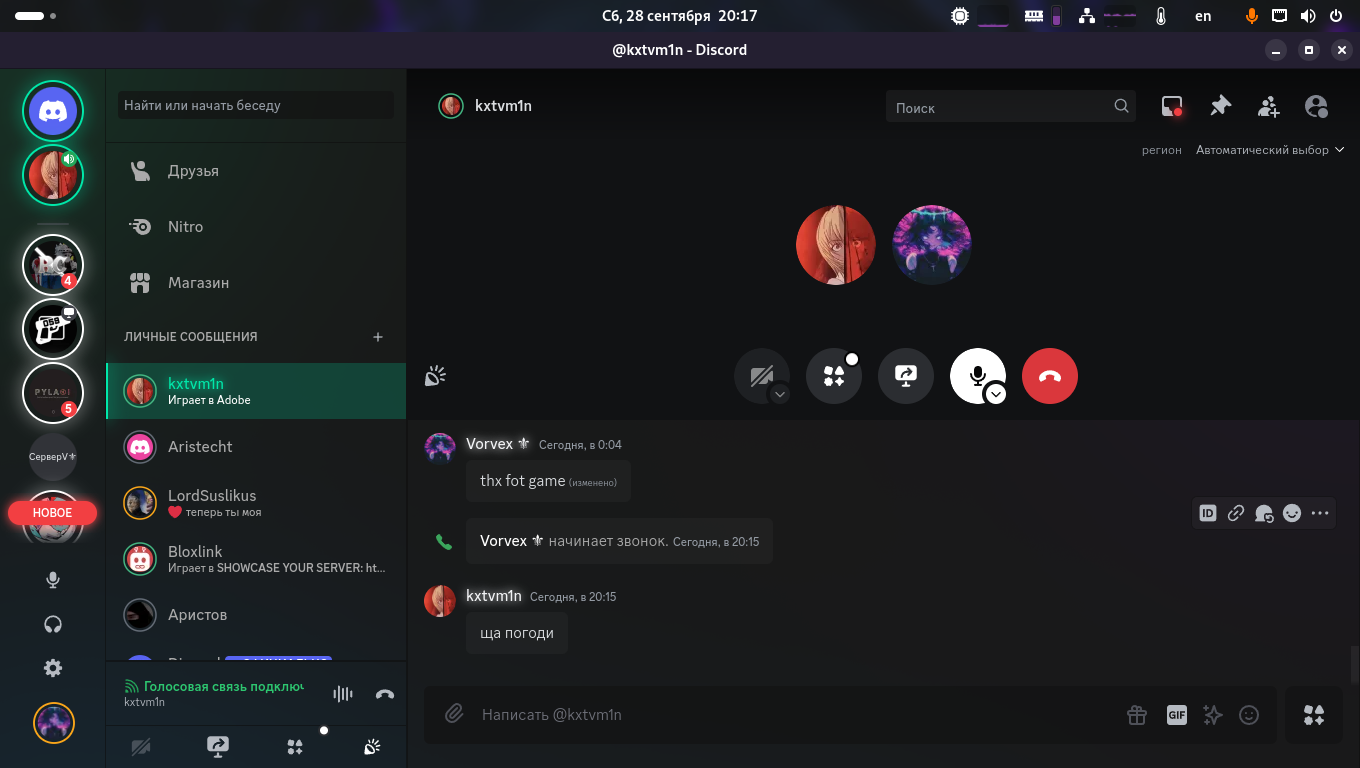 Сб, 28 сентября 20:17
en
@kxtvm1n - Discord
Найти или начать беседу
kxtvm1n
Поиск
регион Автоматический выбор
Друзья
Nitro
Магазин
ЛИЧНЫЕ СООБЩЕНИЯ
4
5
СерверV⚜
НОВОЕ
kxtvm1n
Играет в Adobe
Aristecht
LordSuslikus
❤️ теперь ты моя
Bloxlink
Играет в SHOWCASE YOUR SERVER: ht...
Аристов
Голосовая связь подключ
kxtvm1n
Vorvex ⚜ Сегодня, в 0:04
thx fot game (изменено)
ID
Vorvex ⚜ начинает звонок. Сегодня, в 20:15
kxtvm1n Сегодня, в 20:15
ща погоди
Написать @kxtvm1n
GIF